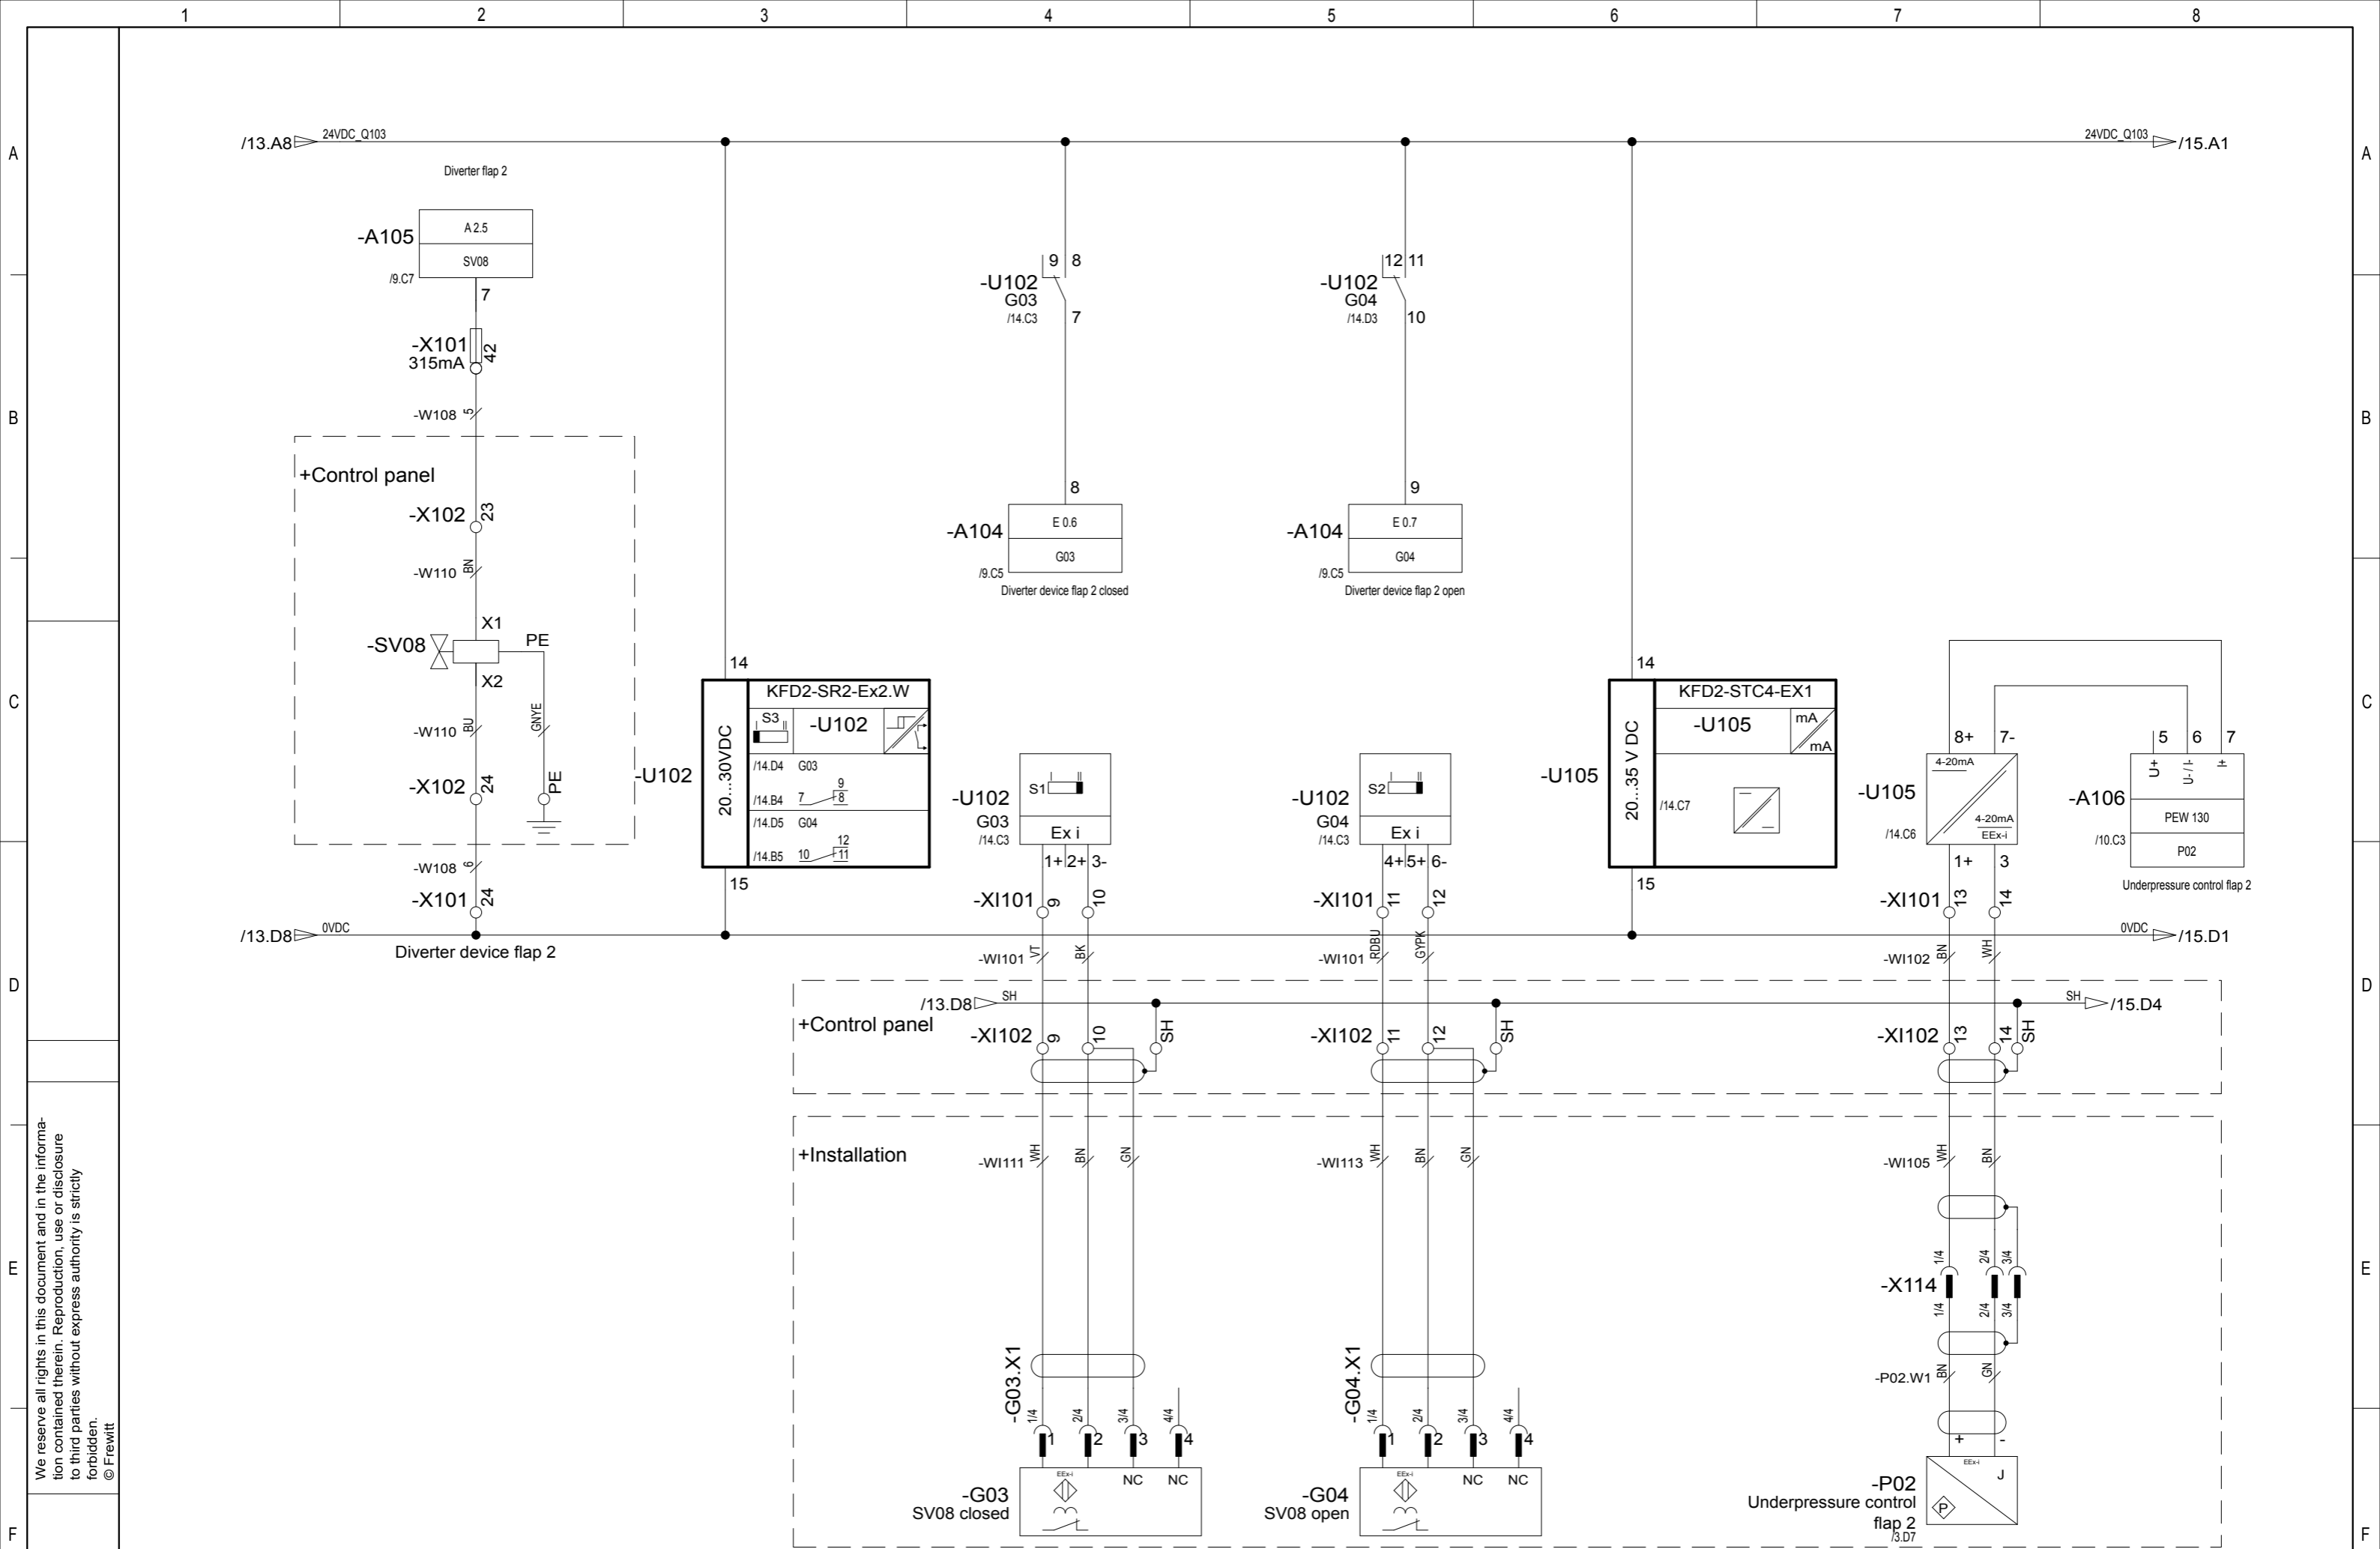 1 2 3 4 5 6 7 8
A A
/13.A8 24VDC_Q103 24VDC_Q103 /15.A1
Diverter flap 2
-A105 A 2.5
SV08
/9.C7
7
9 8
-U102
G03
/14.C3 7
12 11
-U102
G04
/14.D3 10
-X101 42
315mA
B B
-W108 5
+Control panel
-X102 23
-W110 BN
8
-A104 E 0.6
G03
/9.C5
Diverter device flap 2 closed
9
-A104 E 0.7
G04
/9.C5
Diverter device flap 2 open
X1
-SV08 PE
X2
C C
-W110 BU GNYE
-X102 24 PE
-W108 6
-X101 24
14
KFD2-SR2-Ex2.W
S3 -U102
-U102 20...30VDC
/14.D4 G03
9
/14.B4 7 8
/14.D5 G04
12
/14.B5 10 11
15
S1
-U102
G03
/14.C3 Ex i
1+ 2+ 3-
S2
-U102
G04
/14.C3 Ex i
4+ 5+ 6-
14
KFD2-STC4-EX1
-U105 mA
mA
-U105 20...35 V DC
/14.C7
15
8+ 7-
4-20mA
-U105
4-20mA
/14.C6 EEx-i
1+ 3
5 6 7
U+ U-/I- I+
-A106
PEW 130
/10.C3
P02
Underpressure control flap 2
-XI101 9 10
-XI101 11 12
-XI101 13 14
/13.D8 0VDC 0VDC /15.D1
Diverter device flap 2
-WI101 VT BK
-WI101 RDBU GYPK
-WI102 BN WH
D D
/13.D8 SH SH /15.D4
+Control panel
-XI102 9 10 SH
-XI102 11 12 SH
-XI102 13 14 SH
+Installation
-WI111 WH BN GN
-WI113 WH BN GN
-WI105 WH BN
E E
1/4 2/4 3/4
-X114
1/4 2/4 3/4
-P02.W1 BN GN
-G03.X1
1/4 2/4 3/4 4/4
1 2 3 4
-G04.X1
1/4 2/4 3/4 4/4
1 2 3 4
+ -
EEx-i NC NC
-G03
SV08 closed
EEx-i NC NC
-G04
SV08 open
EEx-i
J
-P02
Underpressure control
flap 2
/3.D7
P
F F
We reserve all rights in this document and in the informa-
tion contained therein. Reproduction, use or disclosure
to third parties without express authority is strictly
forbidden.
© Frewitt